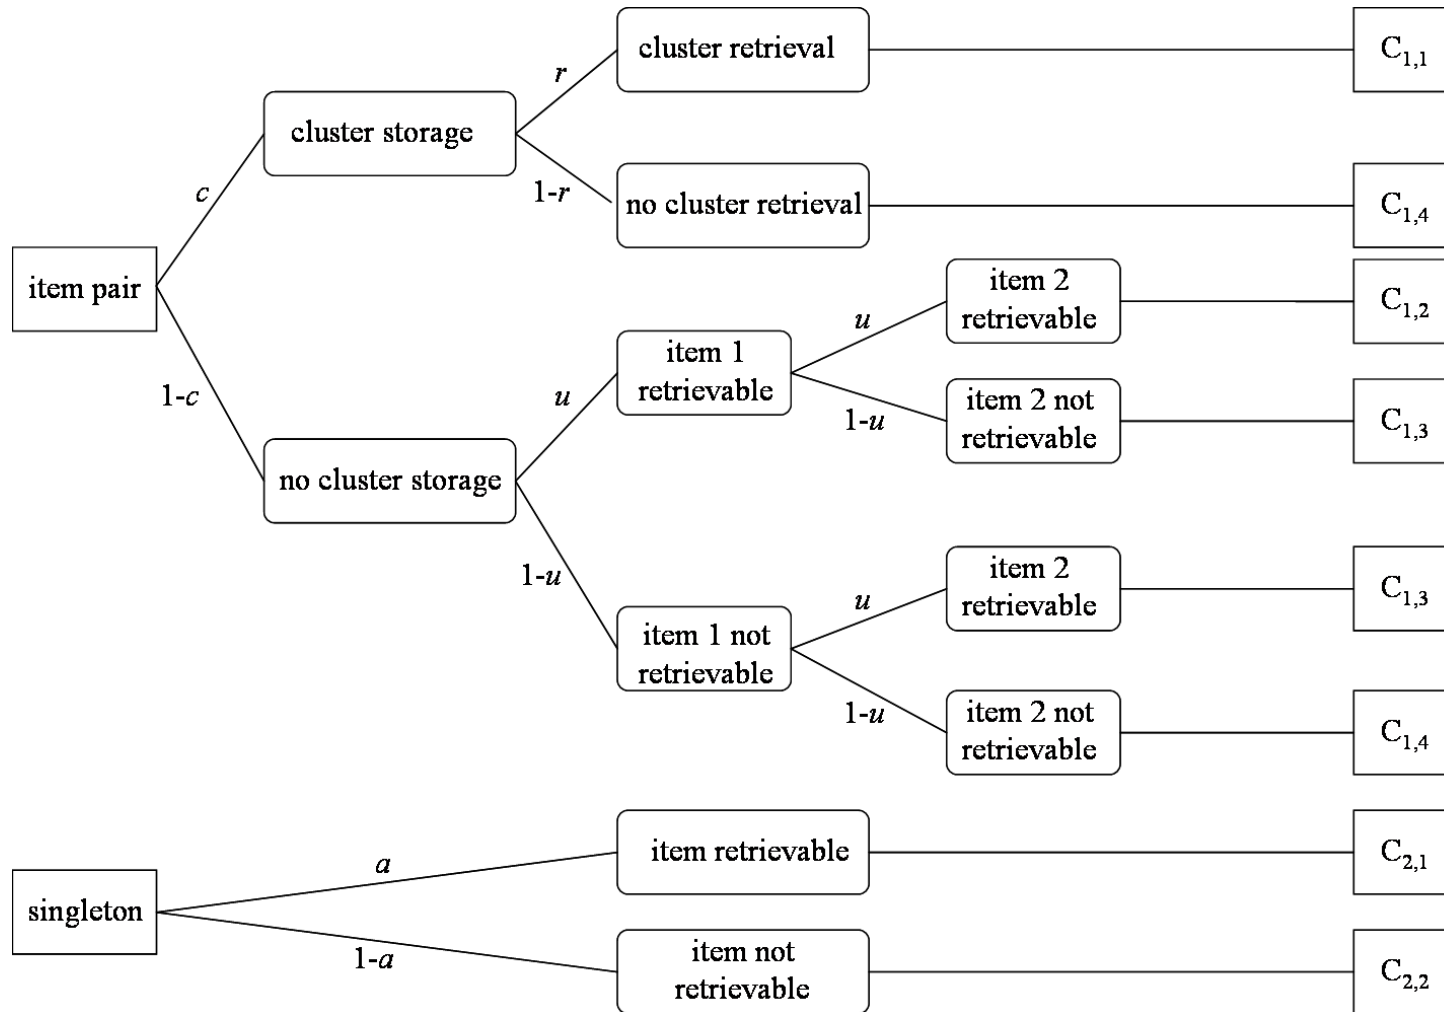 cluster retrieval
C1,1
r
cluster storage
1-r
c
no cluster retrieval
C1,4
item pair
item 2
retrievable
C1,2
u
item 1
retrievable
1-c
u
1-u
item 2 not
retrievable
C1,3
no cluster storage
1-u
item 2
retrievable
C1,3
u
item 1 not
retrievable
1-u
item 2 not
retrievable
C1,4
item retrievable
C2,1
a
singleton
1-a
item not
retrievable
C2,2